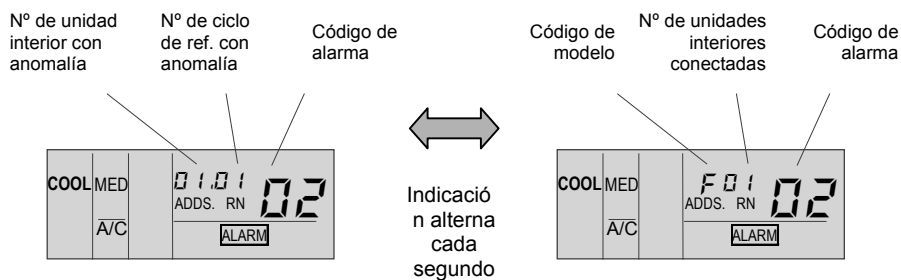 Nº de unidad
interior con
anomalía
Nº de ciclo
de ref. con
anomalía
Código de
alarma
COOL MED
A/C
01.01
ADDS. RN
02
ALARM
Indicació
n alterna
cada
segundo
Código de
modelo
Nº de unidades
interiores
conectadas
Código de
alarma
COOL MED
A/C
F01
ADDS. RN
02
ALARM